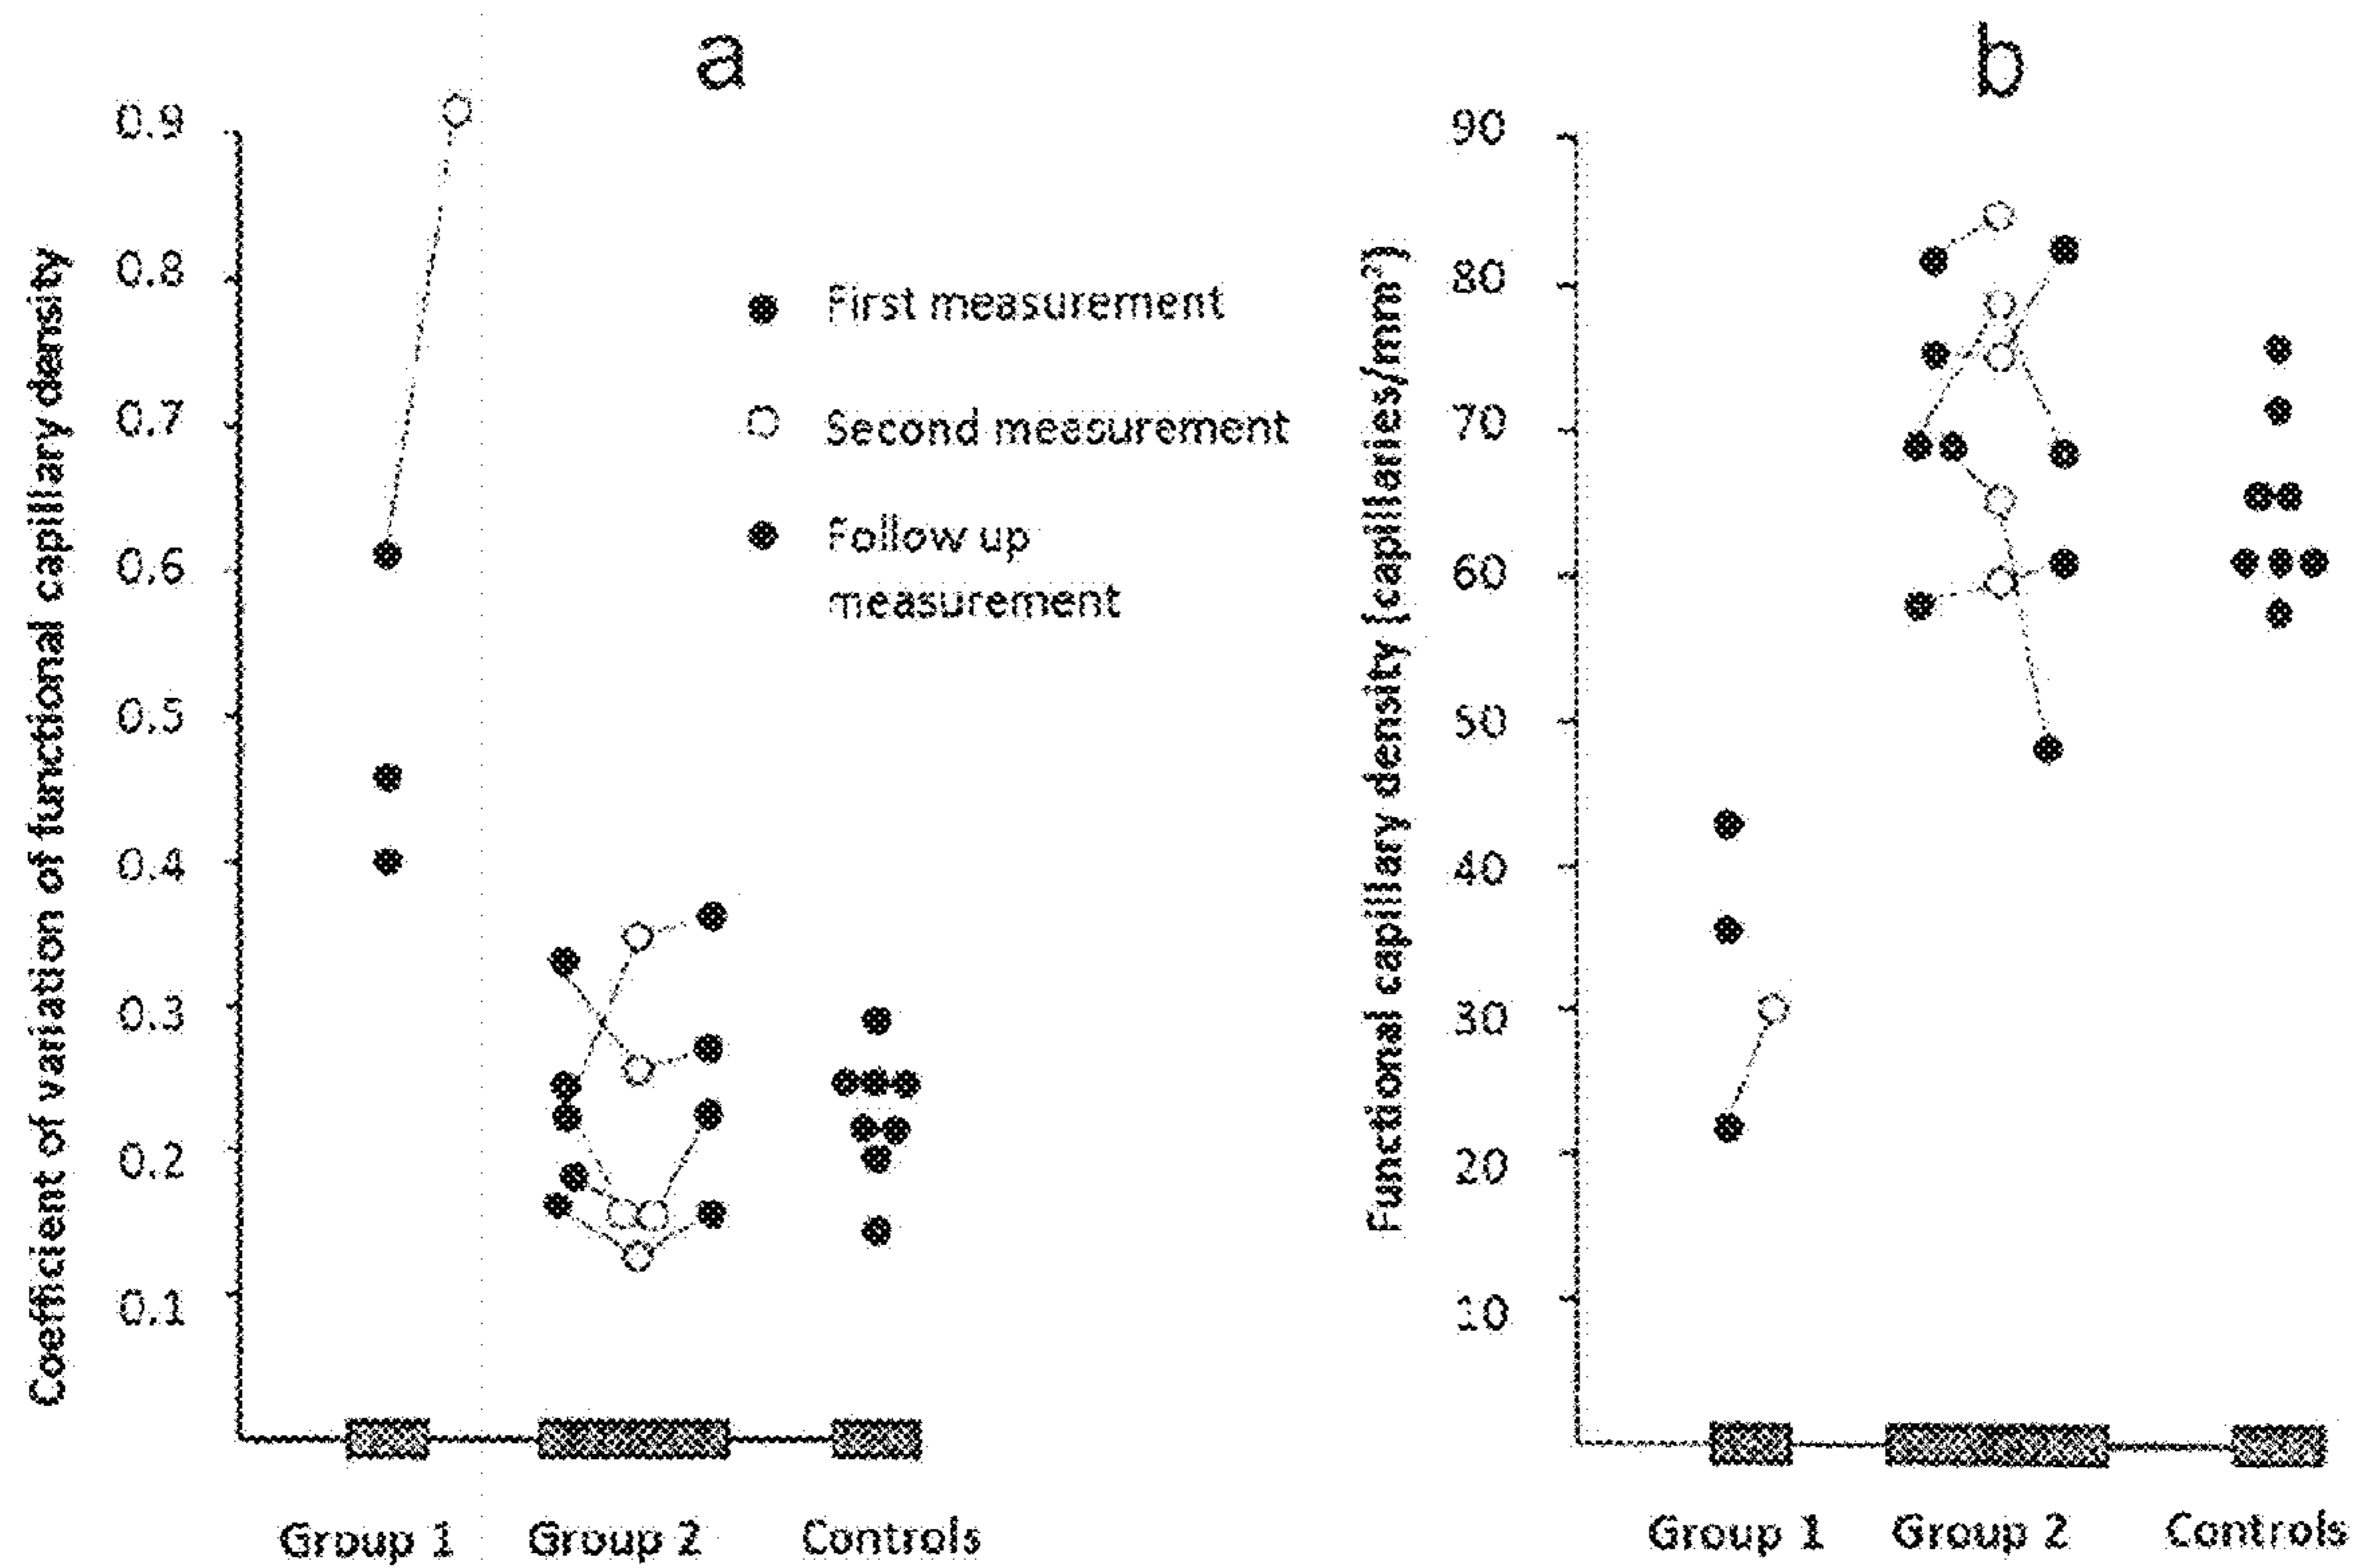 a
Coefficient of variation of functional capillary density
0.9
0.8
0.7
0.6
0.5
0.4
0.3
0.2
0.1
First measurement
Second measurement
Follow up
measurement
Group 1
Group 2
Controls
b
Functional capillary density (capillaries/mm²)
90
80
70
60
50
40
30
20
10
Group 1
Group 2
Controls